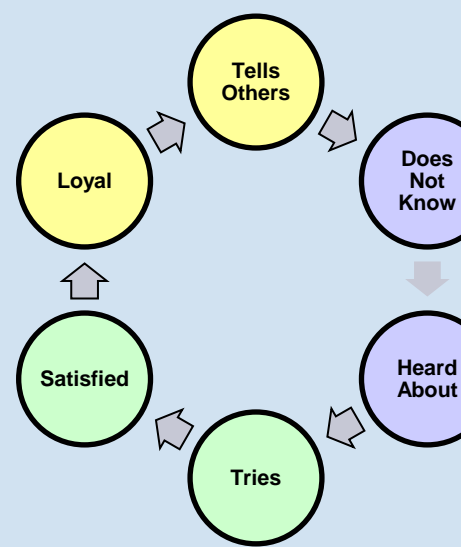 Tells
Others
Does
Not
Know
Heard
About
Tries
Satisfied
Loyal